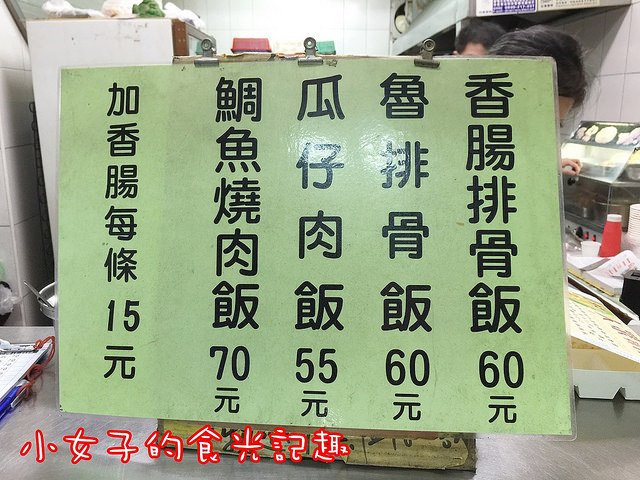 香腸排骨飯 60元
魯排骨飯 60元
瓜仔肉飯 55元
鯛魚燒肉飯 70元
加香腸每條 15元
小女子的食光記趣